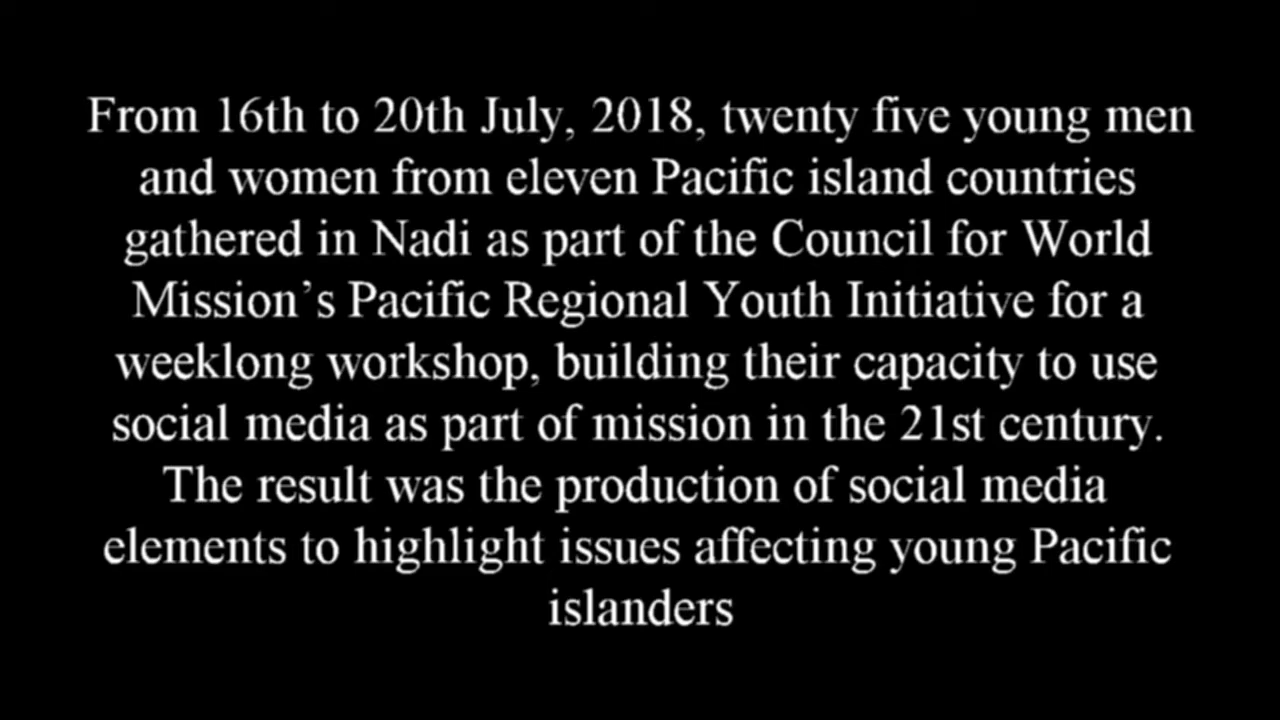 From 16th to 20th July, 2018, twenty five young men
and women from eleven Pacific island countries
gathered in Nadi as part of the Council for World
Mission’s Pacific Regional Youth Initiative for a
weeklong workshop, building their capacity to use
social media as part of mission in the 21st century.
The result was the production of social media
elements to highlight issues affecting young Pacific
islanders